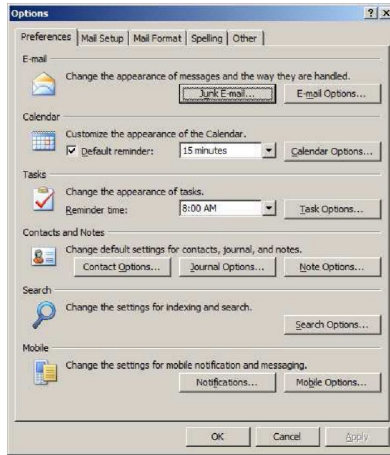 Options
Preferences Mail Setup Mail Format Spelling Other
E-mail
Change the appearance of messages and the way they are handled.
Junk E-mail... E-mail Options...
Calendar
Customize the appearance of the Calendar.
Default reminder: 15 minutes Calendar Options...
Tasks
Change the appearance of tasks.
Reminder time: 8:00 AM Task Options...
Contacts and Notes
Change default settings for contacts, journal, and notes.
Contact Options... Journal Options... Note Options...
Search
Change the settings for indexing and search.
Search Options...
Mobile
Change the settings for mobile notification and messaging.
Notifications... Mobile Options...
OK Cancel Apply